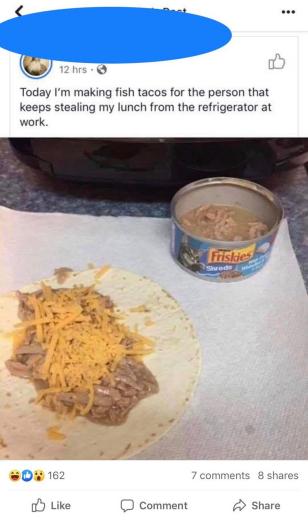 12 hrs ·
Today I'm making fish tacos for the person that
keeps stealing my lunch from the refrigerator at
work.
Friskies
Shreds
162
7 comments 8 shares
Like Comment Share